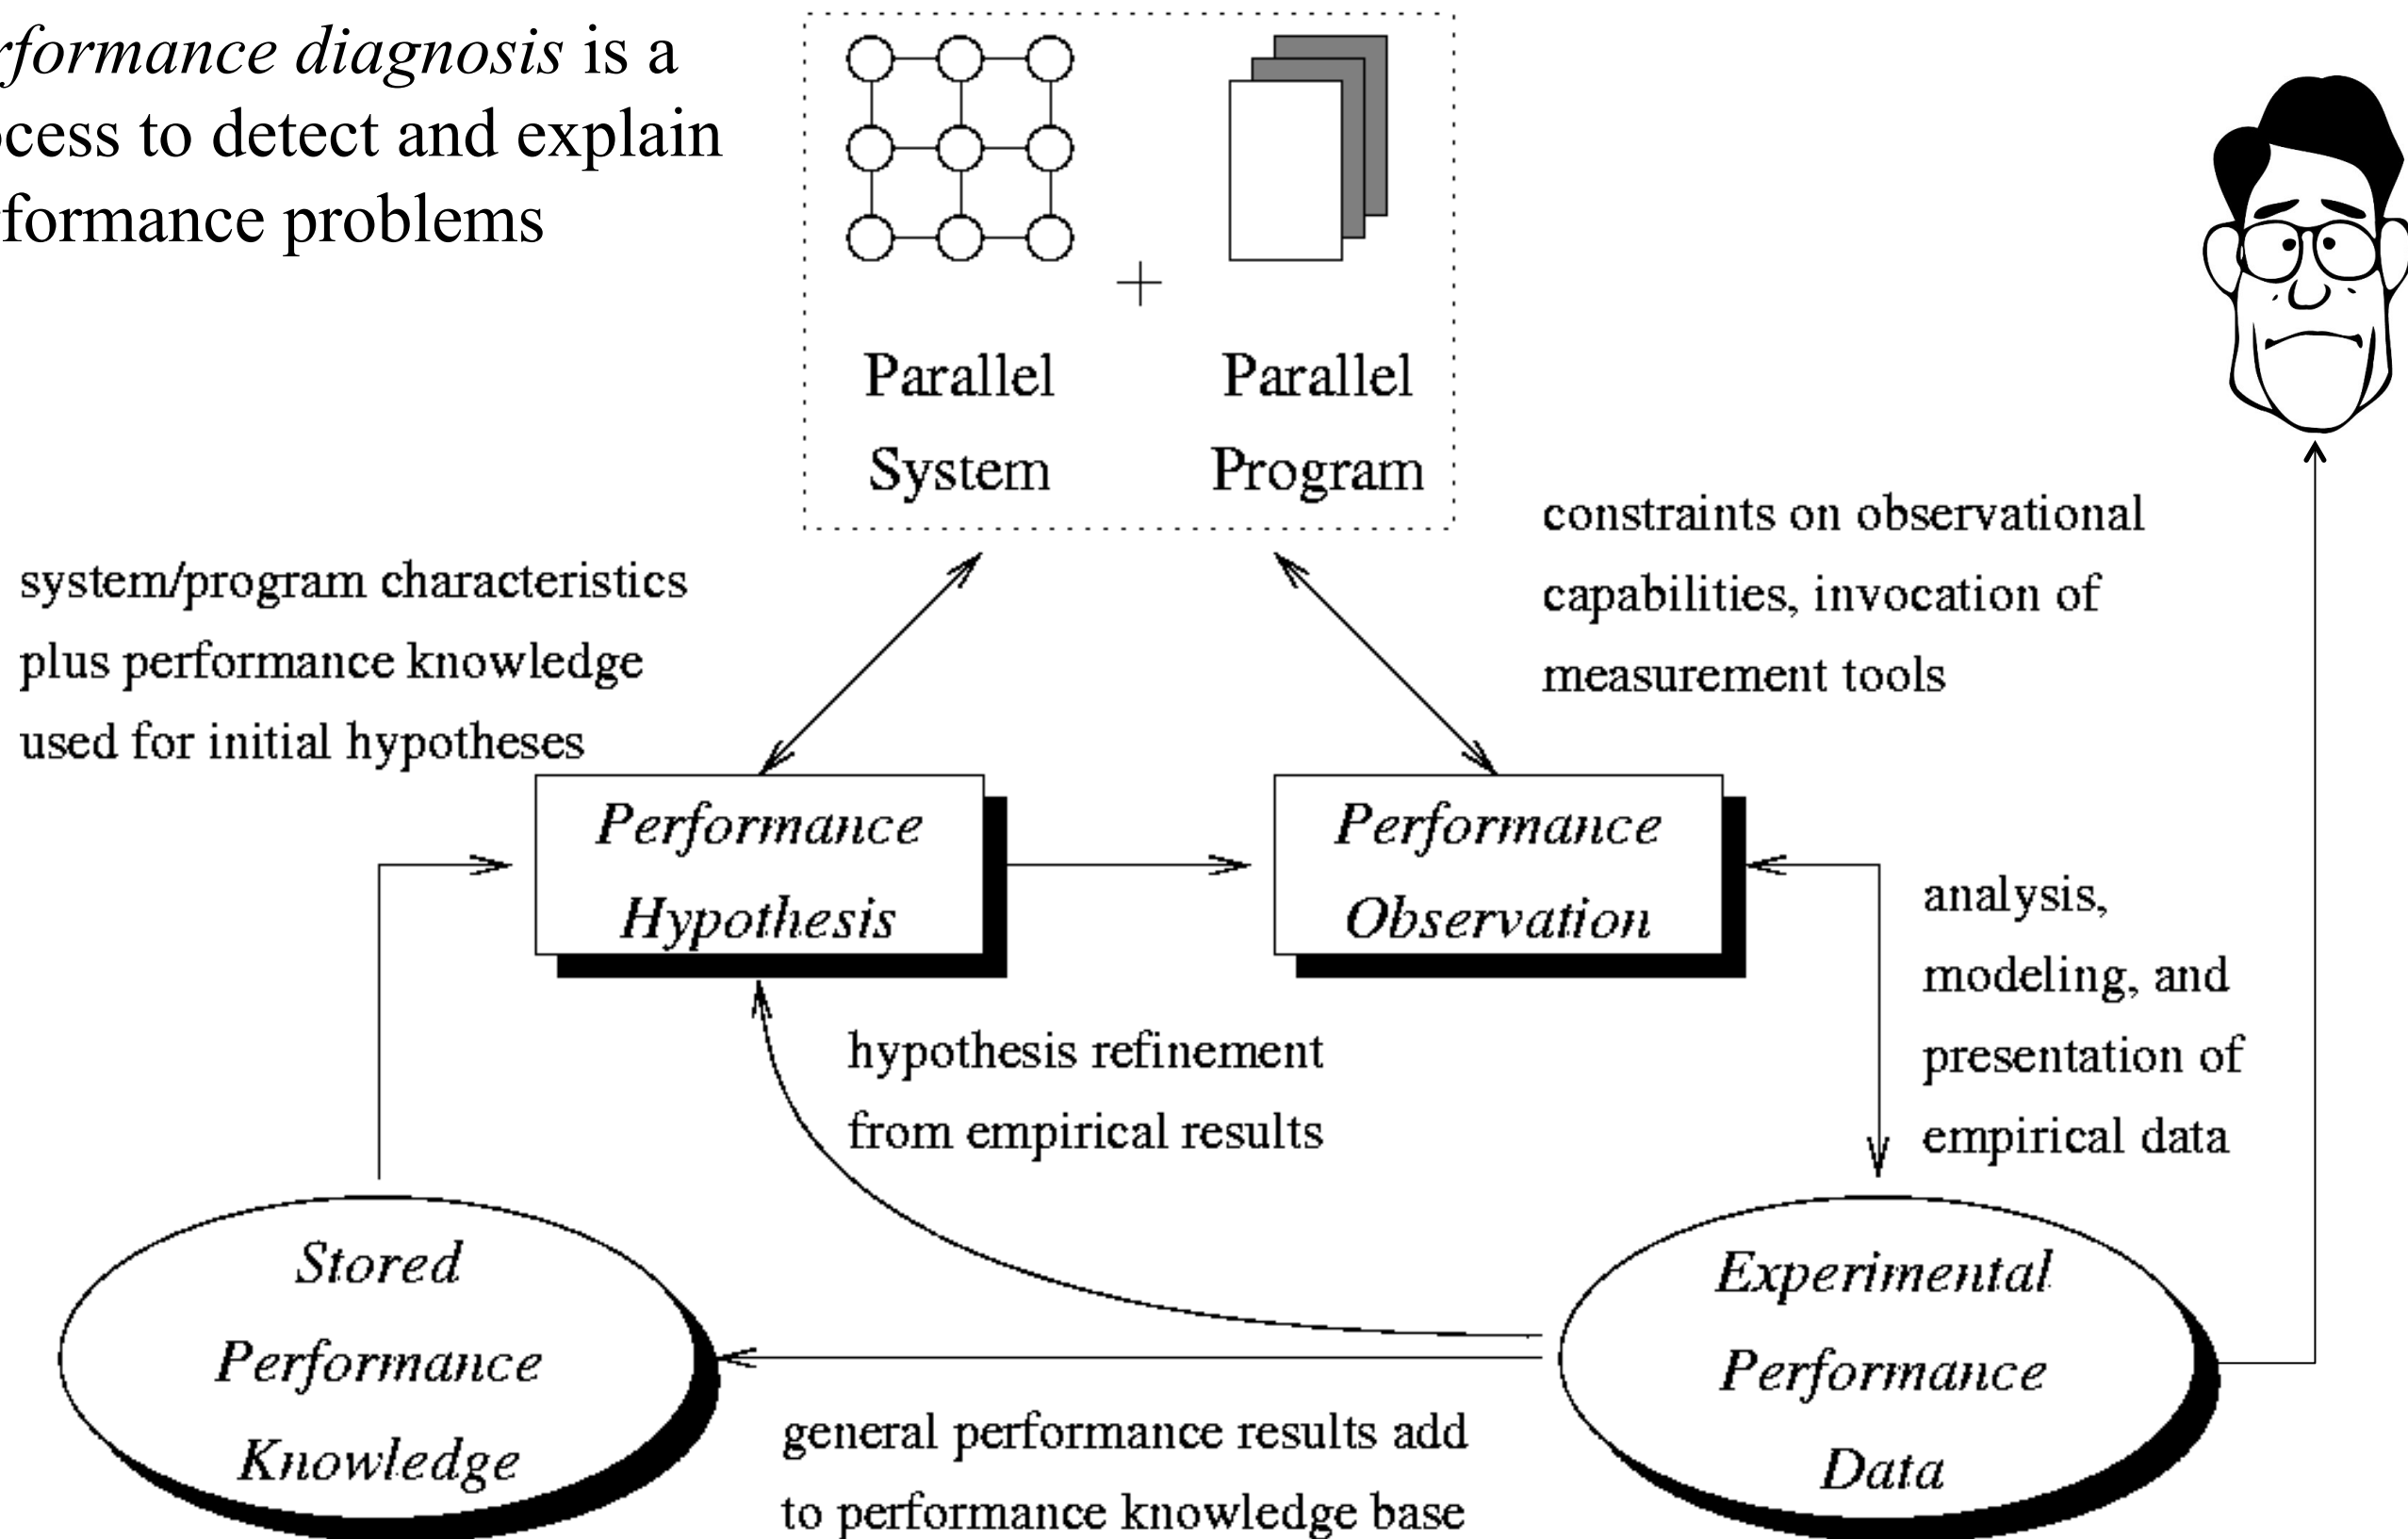 rformance diagnosis is a
cess to detect and explain
formance problems
Parallel
System
Parallel
Program
+
constraints on observational
capabilities, invocation of
measurement tools
system/program characteristics
plus performance knowledge
used for initial hypotheses
Performance
Hypothesis
Performance
Observation
analysis,
modeling, and
presentation of
empirical data
hypothesis refinement
from empirical results
Stored
Performance
Knowledge
Experimental
Performance
Data
general performance results add
to performance knowledge base